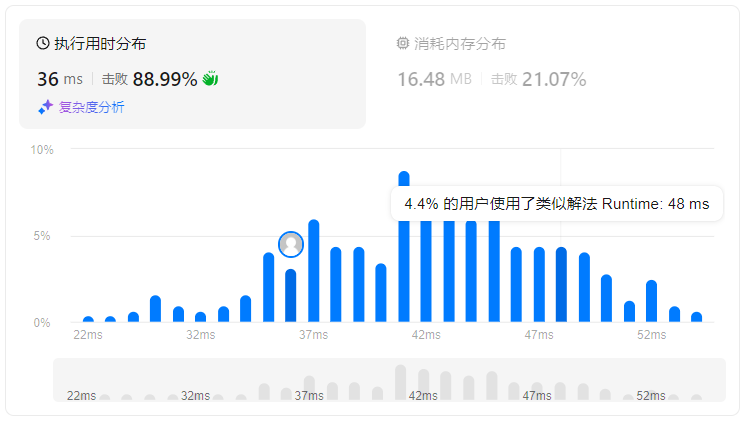 执行用时分布
消耗内存分布
36 ms 击败 88.99%
16.48 MB 击败 21.07%
复杂度分析
10%
4.4% 的用户使用了类似解法 Runtime: 48 ms
5%
0%
22ms 32ms 37ms 42ms 47ms 52ms
22ms 32ms 37ms 42ms 47ms 52ms